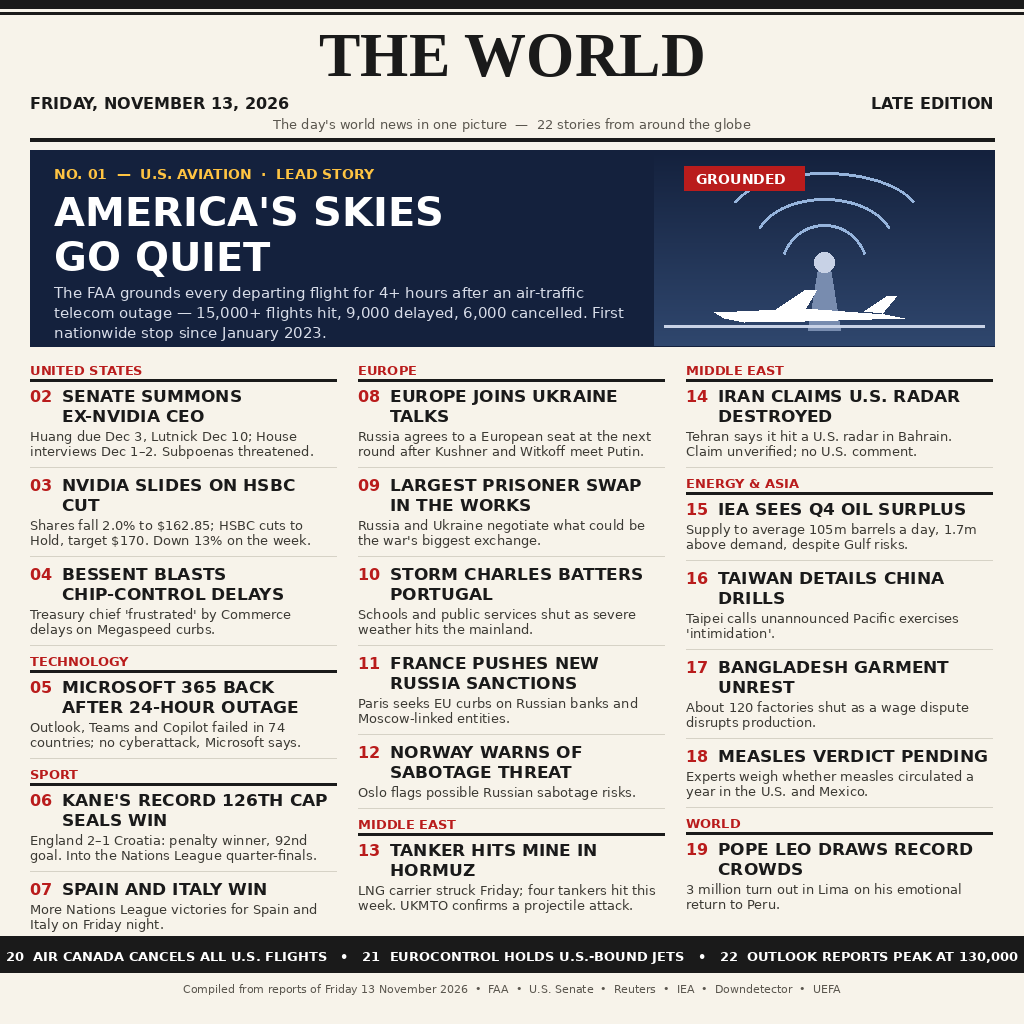 THE WORLD
FRIDAY, NOVEMBER 13, 2026
LATE EDITION
The day's world news in one picture — 22 stories from around the globe
NO. 01 — U.S. AVIATION · LEAD STORY
AMERICA'S SKIES
GO QUIET
The FAA grounds every departing flight for 4+ hours after an air-traffic
telecom outage — 15,000+ flights hit, 9,000 delayed, 6,000 cancelled. First
nationwide stop since January 2023.
GROUNDED
UNITED STATES
02 SENATE SUMMONS
EX-NVIDIA CEO
Huang due Dec 3, Lutnick Dec 10; House
interviews Dec 1–2. Subpoenas threatened.
03 NVIDIA SLIDES ON HSBC
CUT
Shares fall 2.0% to $162.85; HSBC cuts to
Hold, target $170. Down 13% on the week.
04 BESSENT BLASTS
CHIP-CONTROL DELAYS
Treasury chief 'frustrated' by Commerce
delays on Megaspeed curbs.
TECHNOLOGY
05 MICROSOFT 365 BACK
AFTER 24-HOUR OUTAGE
Outlook, Teams and Copilot failed in 74
countries; no cyberattack, Microsoft says.
SPORT
06 KANE'S RECORD 126TH CAP
SEALS WIN
England 2–1 Croatia: penalty winner, 92nd
goal. Into the Nations League quarter-finals.
07 SPAIN AND ITALY WIN
More Nations League victories for Spain and
Italy on Friday night.
EUROPE
08 EUROPE JOINS UKRAINE
TALKS
Russia agrees to a European seat at the next
round after Kushner and Witkoff meet Putin.
09 LARGEST PRISONER SWAP
IN THE WORKS
Russia and Ukraine negotiate what could be
the war's biggest exchange.
10 STORM CHARLES BATTERS
PORTUGAL
Schools and public services shut as severe
weather hits the mainland.
11 FRANCE PUSHES NEW
RUSSIA SANCTIONS
Paris seeks EU curbs on Russian banks and
Moscow-linked entities.
12 NORWAY WARNS OF
SABOTAGE THREAT
Oslo flags possible Russian sabotage risks.
MIDDLE EAST
13 TANKER HITS MINE IN
HORMUZ
LNG carrier struck Friday; four tankers hit this
week. UKMTO confirms a projectile attack.
MIDDLE EAST
14 IRAN CLAIMS U.S. RADAR
DESTROYED
Tehran says it hit a U.S. radar in Bahrain.
Claim unverified; no U.S. comment.
ENERGY & ASIA
15 IEA SEES Q4 OIL SURPLUS
Supply to average 105m barrels a day, 1.7m
above demand, despite Gulf risks.
16 TAIWAN DETAILS CHINA
DRILLS
Taipei calls unannounced Pacific exercises
'intimidation'.
17 BANGLADESH GARMENT
UNREST
About 120 factories shut as a wage dispute
disrupts production.
18 MEASLES VERDICT PENDING
Experts weigh whether measles circulated a
year in the U.S. and Mexico.
WORLD
19 POPE LEO DRAWS RECORD
CROWDS
3 million turn out in Lima on his emotional
return to Peru.
20 AIR CANADA CANCELS ALL U.S. FLIGHTS • 21 EUROCONTROL HOLDS U.S.-BOUND JETS • 22 OUTLOOK REPORTS PEAK AT 130,000
Compiled from reports of Friday 13 November 2026 • FAA • U.S. Senate • Reuters • IEA • Downdetector • UEFA